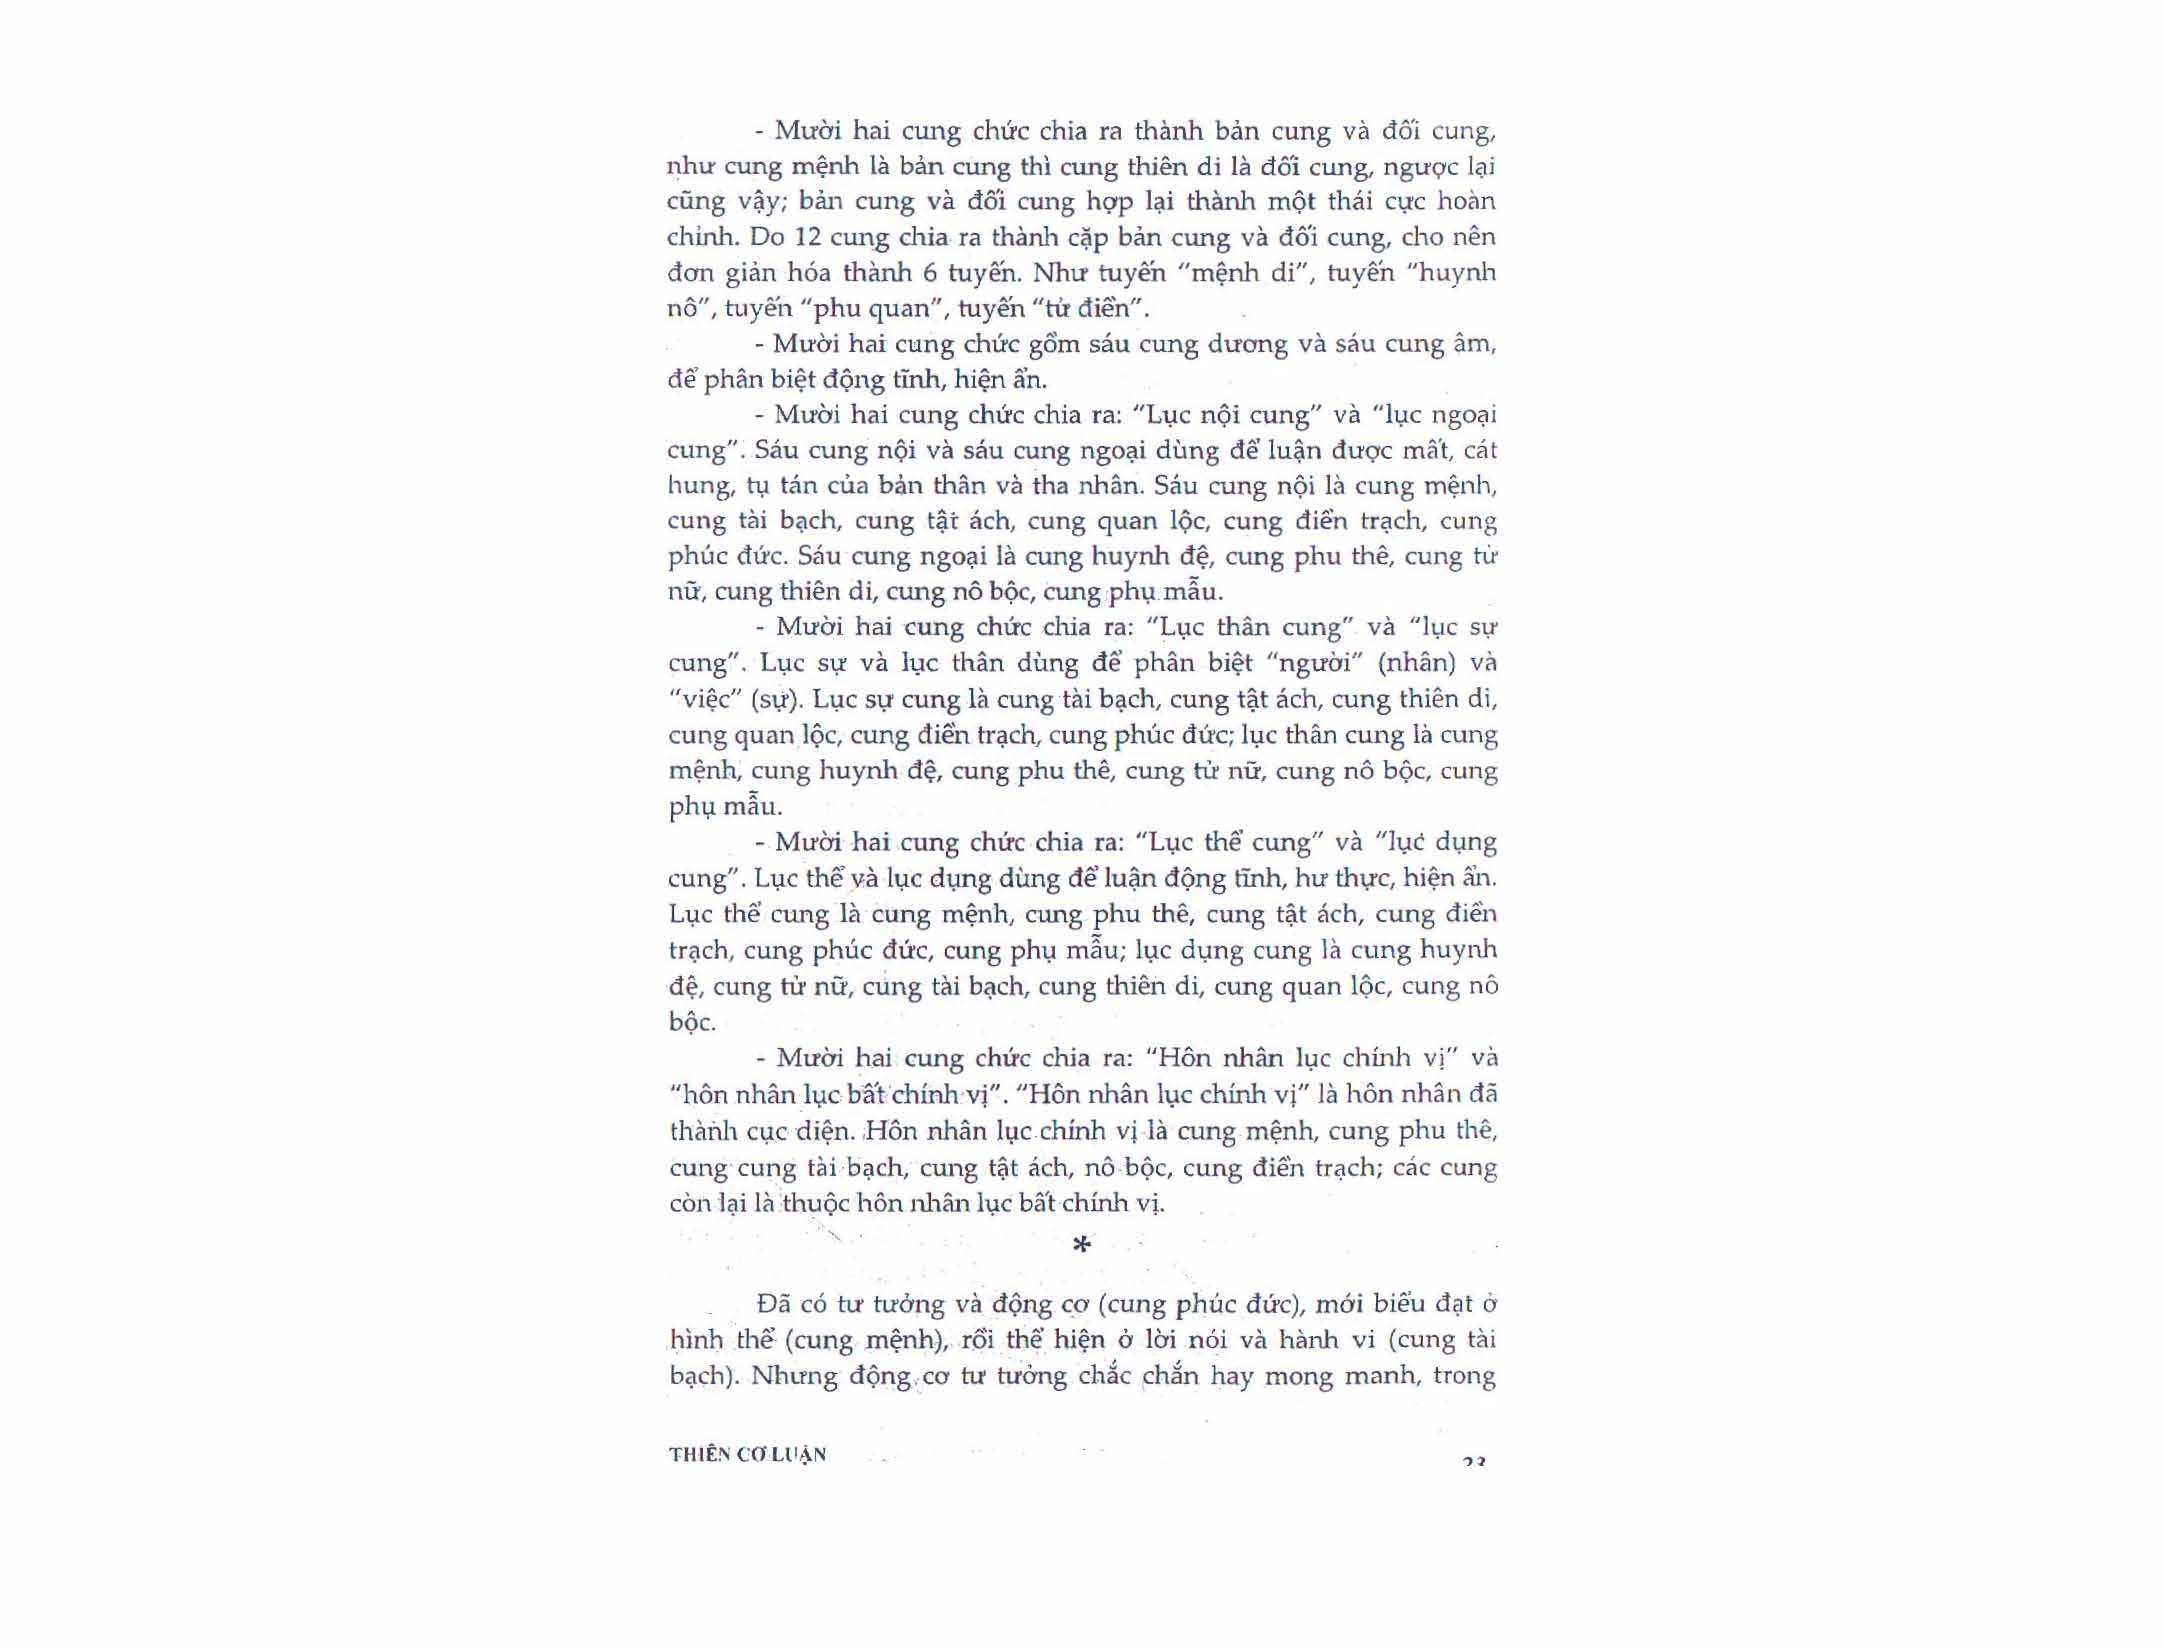 - Mười hai cung chức chia ra thành bản cung và đối cung,
như cung mệnh là bản cung thì cung thiên di là đối cung, ngược lại
cũng vậy; bản cung và đối cung hợp lại thành một thái cực hoàn
chỉnh. Do 12 cung chia ra thành cặp bản cung và đối cung, cho nên
đơn giản hóa thành 6 tuyến. Như tuyến "mệnh di", tuyến "huynh
nô", tuyến "phu quan", tuyến "tử điền".
- Mười hai cung chức gồm sáu cung dương và sáu cung âm,
để phân biệt động tĩnh, hiện ẩn.
- Mười hai cung chức chia ra: "Lục nội cung" và "lục ngoại
cung". Sáu cung nội và sáu cung ngoại dùng để luận được mất, cát
hung, tụ tán của bản thân và tha nhân. Sáu cung nội là cung mệnh,
cung tài bạch, cung tật ách, cung quan lộc, cung điền trạch, cung
phúc đức. Sáu cung ngoại là cung huynh đệ, cung phu thê, cung tử
nữ, cung thiên di, cung nô bộc, cung phụ mẫu.
- Mười hai cung chức chia ra: "Lục thân cung" và "lục sự
cung". Lục sự và lục thân dùng để phân biệt "người" (nhân) và
"việc" (sự). Lục sự cung là cung tài bạch, cung tật ách, cung thiên di,
cung quan lộc, cung điền trạch, cung phúc đức; lục thân cung là cung
mệnh, cung huynh đệ, cung phu thê, cung tử nữ, cung nô bộc, cung
phụ mẫu.
- Mười hai cung chức chia ra: "Lục thể cung" và "lục dụng
cung". Lục thể và lục dụng dùng để luận động tĩnh, hư thực, hiện ẩn.
Lục thể cung là cung mệnh, cung phu thê, cung tật ách, cung điền
trạch, cung phúc đức, cung phụ mẫu; lục dụng cung là cung huynh
đệ, cung tử nữ, cung tài bạch, cung thiên di, cung quan lộc, cung nô
bộc.
- Mười hai cung chức chia ra: "Hôn nhân lục chính vị" và
"hôn nhân lục bất chính vị". "Hôn nhân lục chính vị" là hôn nhân đã
thành cục diện. Hôn nhân lục chính vị là cung mệnh, cung phu thê,
cung cung tài bạch, cung tật ách, nô bộc, cung điền trạch; các cung
còn lại là thuộc hôn nhân lục bất chính vị.
*
Đã có tư tưởng và động cơ (cung phúc đức), mới biểu đạt ở
hình thể (cung mệnh), rồi thể hiện ở lời nói và hành vi (cung tài
bạch). Nhưng động cơ tư tưởng chắc chắn hay mong manh, trong
THIÊN CƠ LUẬN
23